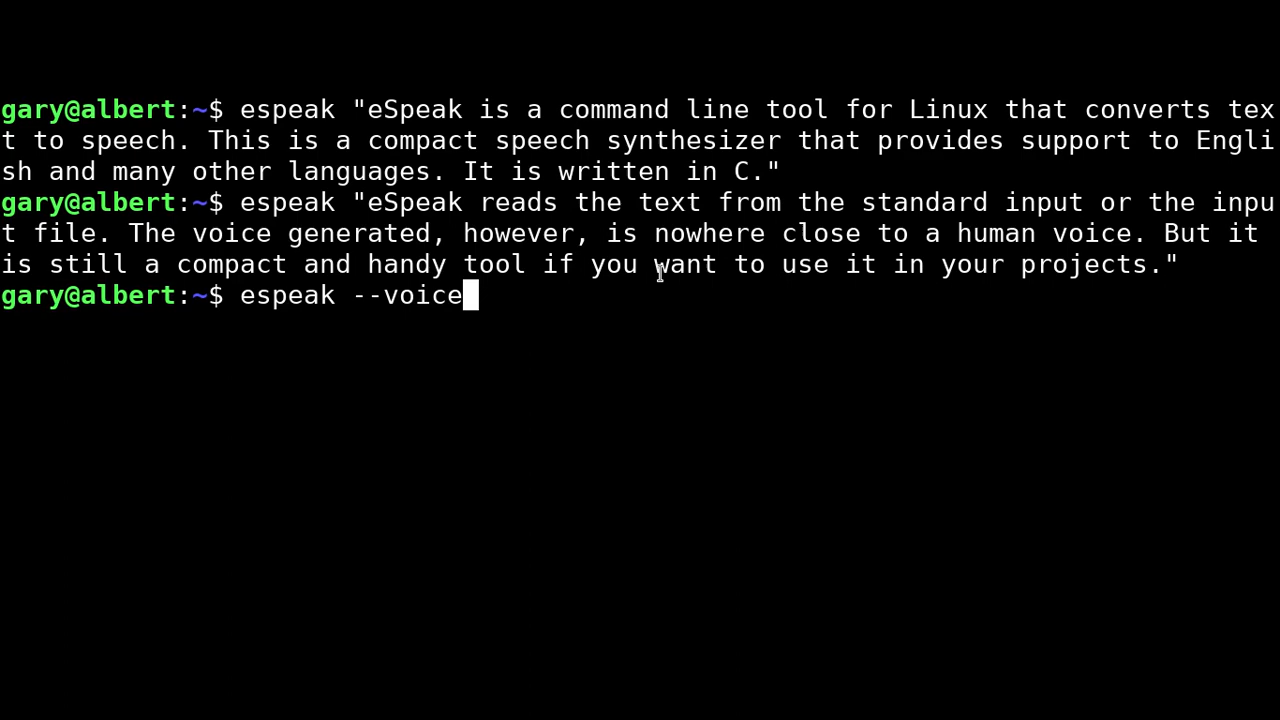 gary@albert:~$ espeak "eSpeak is a command line tool for Linux that converts tex
t to speech. This is a compact speech synthesizer that provides support to Engli
sh and many other languages. It is written in C."
gary@albert:~$ espeak "eSpeak reads the text from the standard input or the inpu
t file. The voice generated, however, is nowhere close to a human voice. But it
is still a compact and handy tool if you want to use it in your projects."
gary@albert:~$ espeak --voice